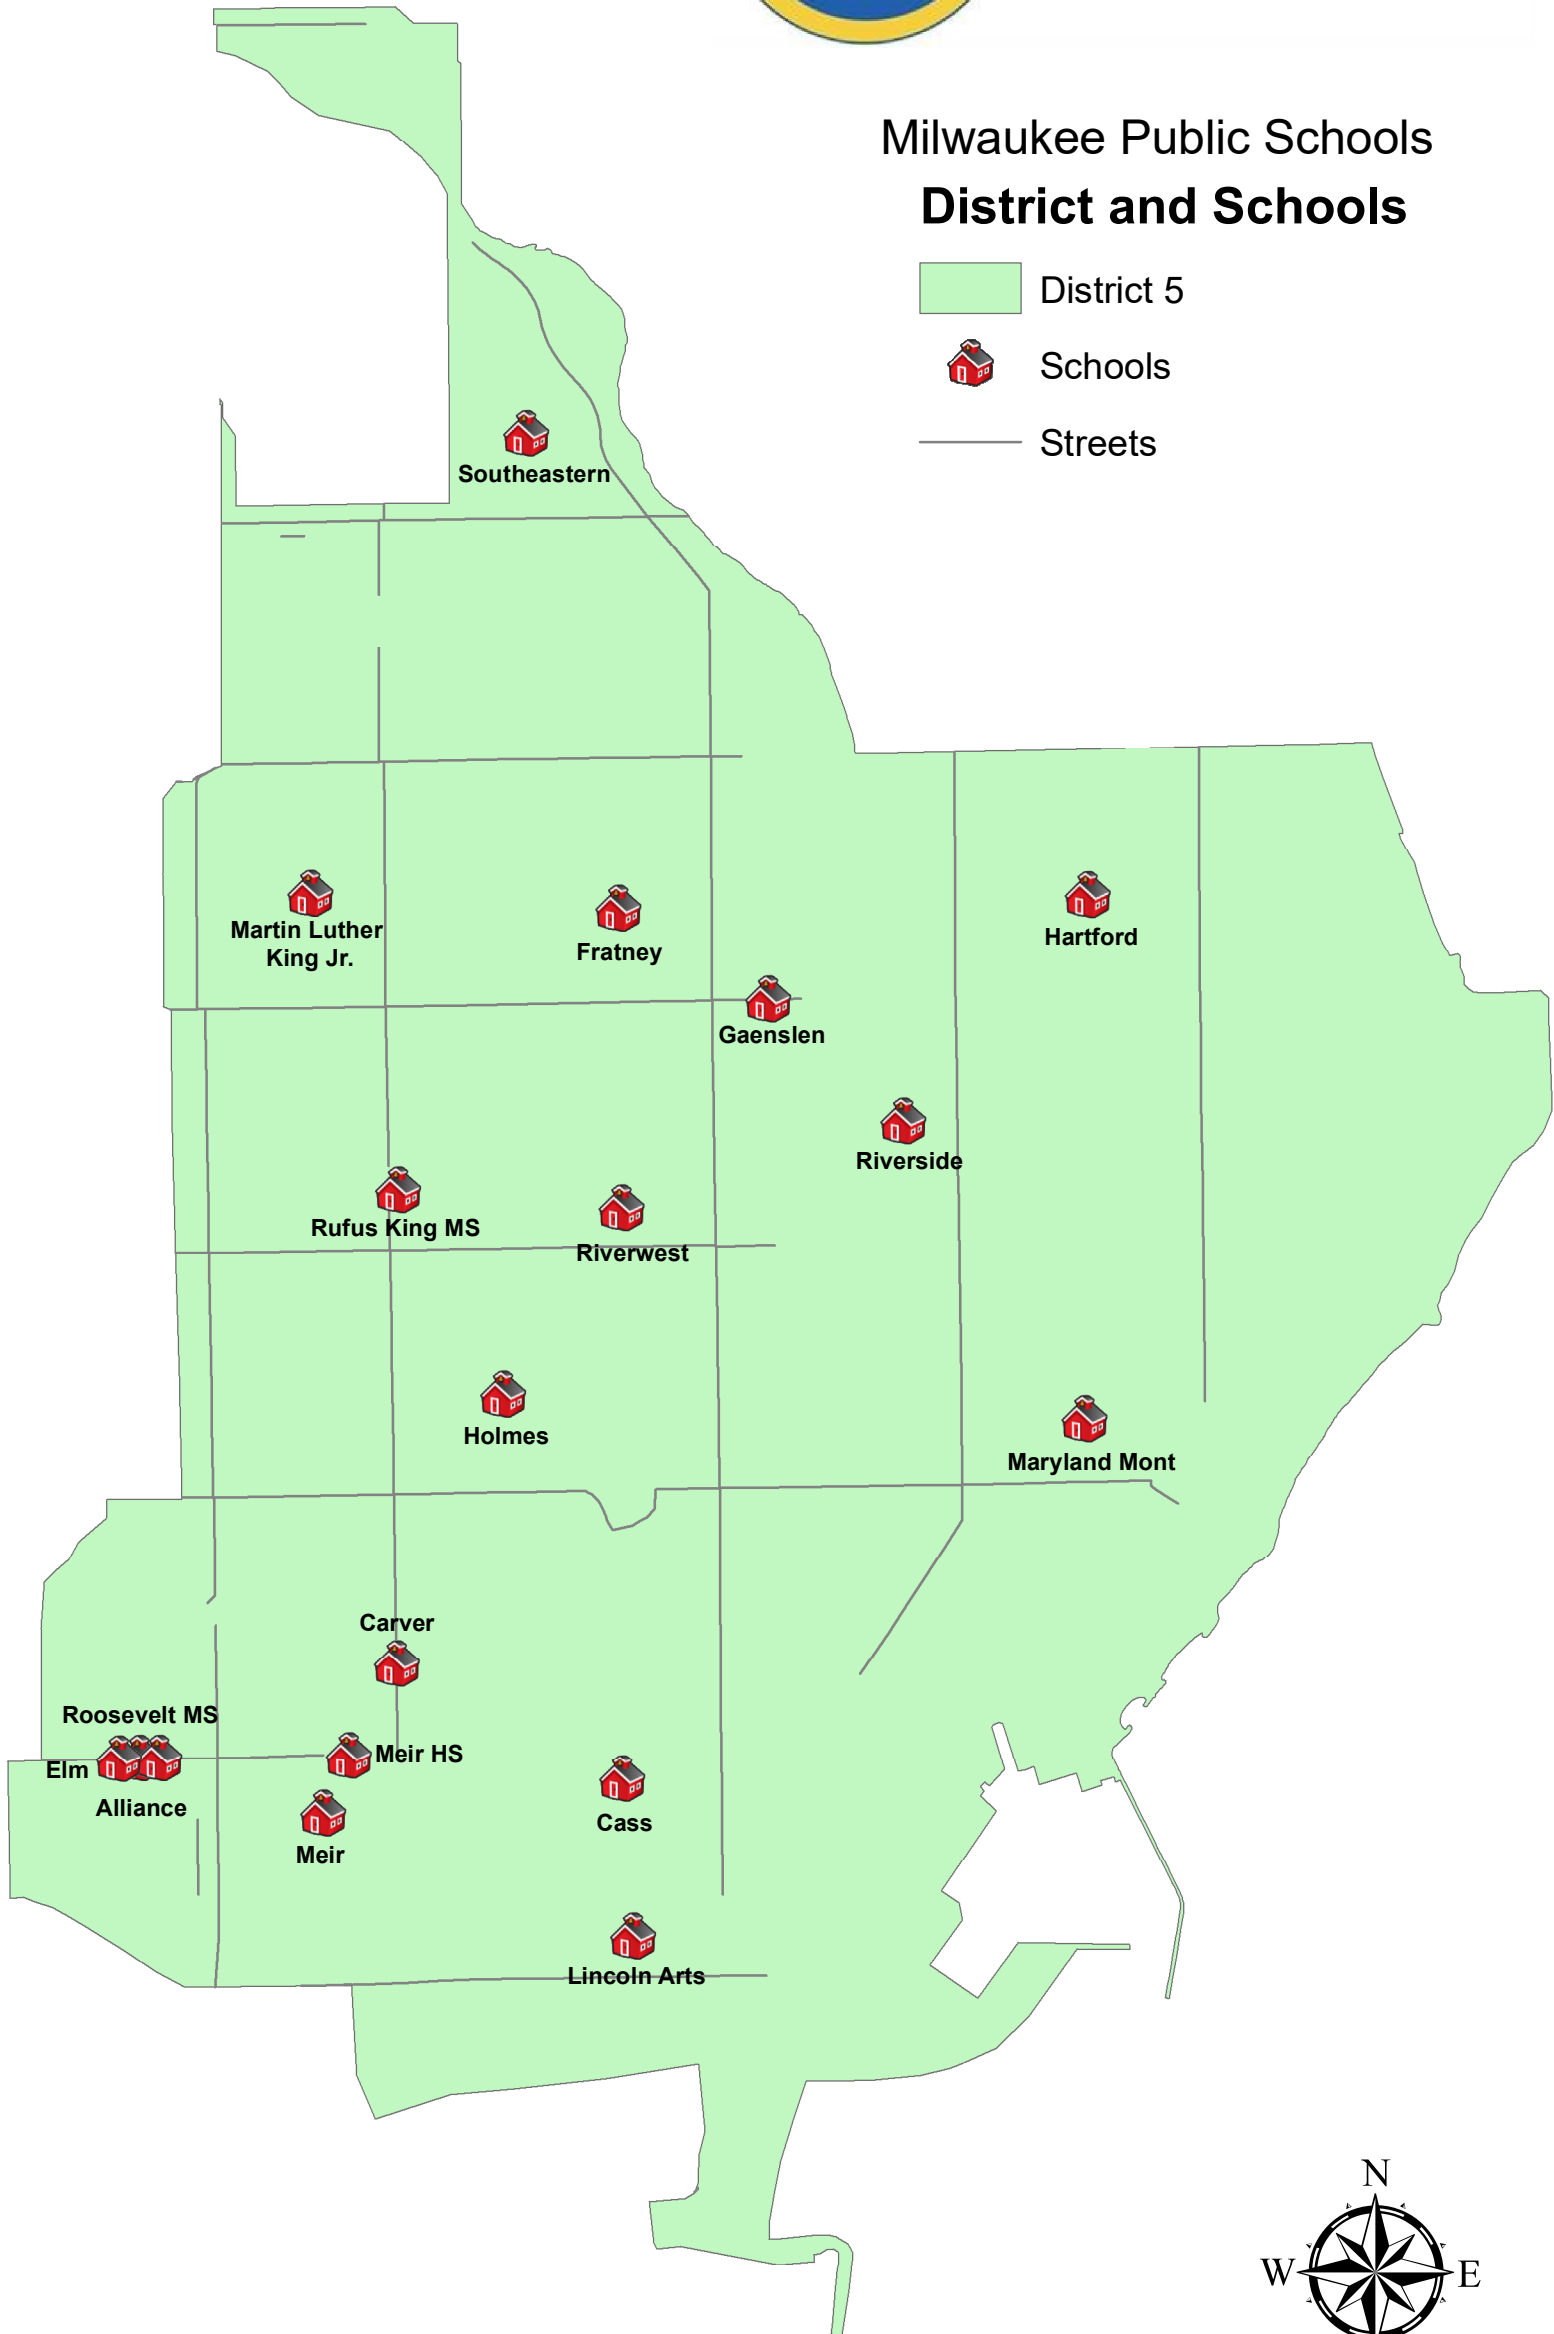 Milwaukee Public Schools
District and Schools
District 5
Schools
Streets
Southeastern
Martin Luther
King Jr.
Fratney
Hartford
Gaenslen
Riverside
Rufus King MS
Riverwest
Holmes
Maryland Mont
Carver
Roosevelt MS
Meir HS
Elm
Alliance
Cass
Meir
Lincoln Arts
N
W
E